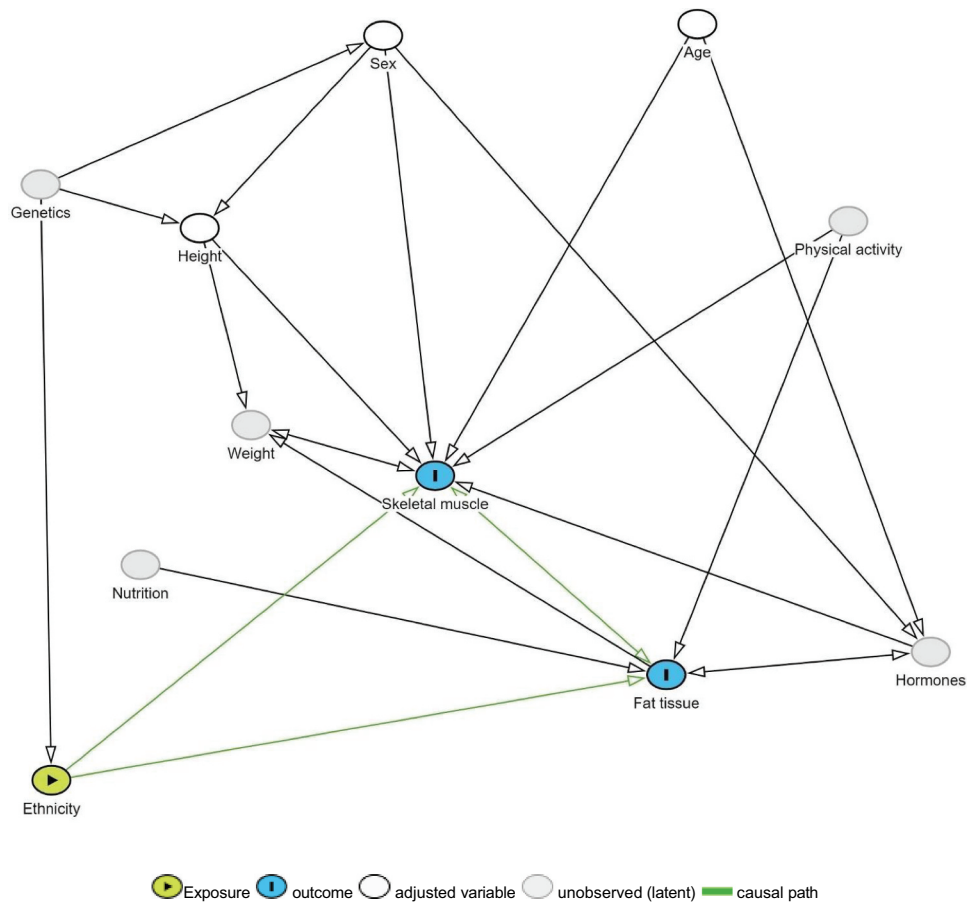 Sex
Age
Genetics
Height
Physical activity
Weight
Skeletal muscle
Nutrition
Hormones
Fat tissue
Ethnicity
Exposure outcome adjusted variable unobserved (latent) causal path